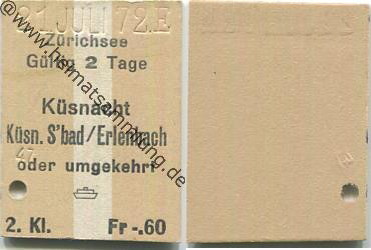 21 JULI 72.E
Zürichsee
Gültig 2 Tage
Küsnacht
Küsn. S'bad/Erlenbach
oder umgekehrt
2. Kl. Fr -.60
www.heimatsammlung.de